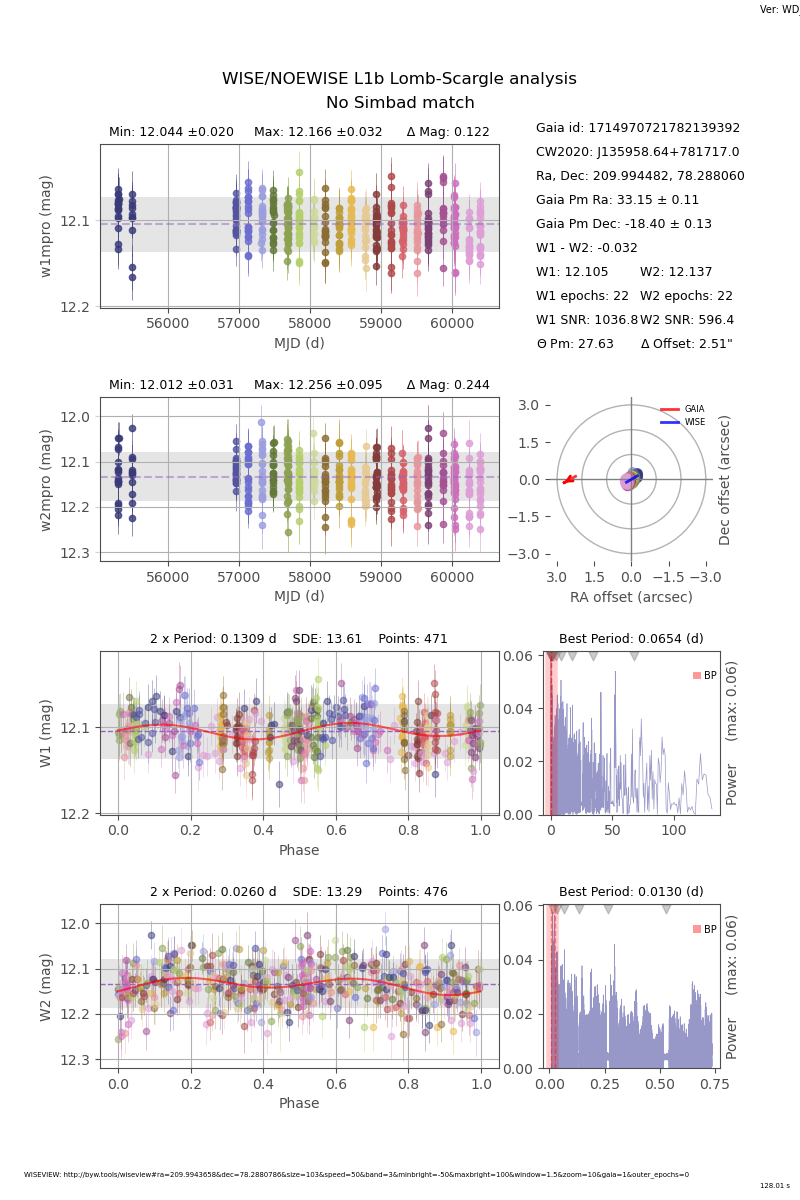 Ver: WD_
WISE/NOEWISE L1b Lomb-Scargle analysis
No Simbad match
Min: 12.044 ±0.020 Max: 12.166 ±0.032 Δ Mag: 0.122
w1mpro (mag)
12.1
12.2
56000 57000 58000 59000 60000
MJD (d)
Gaia id: 1714970721782139392
CW2020: J135958.64+781717.0
Ra, Dec: 209.994482, 78.288060
Gaia Pm Ra: 33.15 ± 0.11
Gaia Pm Dec: -18.40 ± 0.13
W1 - W2: -0.032
W1: 12.105 W2: 12.137
W1 epochs: 22 W2 epochs: 22
W1 SNR: 1036.8 W2 SNR: 596.4
Θ Pm: 27.63 Δ Offset: 2.51"
Min: 12.012 ±0.031 Max: 12.256 ±0.095 Δ Mag: 0.244
w2mpro (mag)
12.0
12.1
12.2
12.3
56000 57000 58000 59000 60000
MJD (d)
GAIA
WISE
3.0
1.5
0.0
−1.5
−3.0
3.0 1.5 0.0 −1.5 −3.0
RA offset (arcsec)
Dec offset (arcsec)
2 x Period: 0.1309 d SDE: 13.61 Points: 471
W1 (mag)
12.1
12.2
0.0 0.2 0.4 0.6 0.8 1.0
Phase
Best Period: 0.0654 (d)
BP
0.06
0.04
0.02
0.00
0 50 100
Power (max: 0.06)
2 x Period: 0.0260 d SDE: 13.29 Points: 476
W2 (mag)
12.0
12.1
12.2
12.3
0.0 0.2 0.4 0.6 0.8 1.0
Phase
Best Period: 0.0130 (d)
BP
0.06
0.04
0.02
0.00
0.00 0.25 0.50 0.75
Power (max: 0.06)
WISEVIEW: http://byw.tools/wiseview#ra=209.9943658&dec=78.2880786&size=103&speed=50&band=3&minbright=-50&maxbright=100&window=1.5&zoom=10&gaia=1&outer_epochs=0
128.01 s